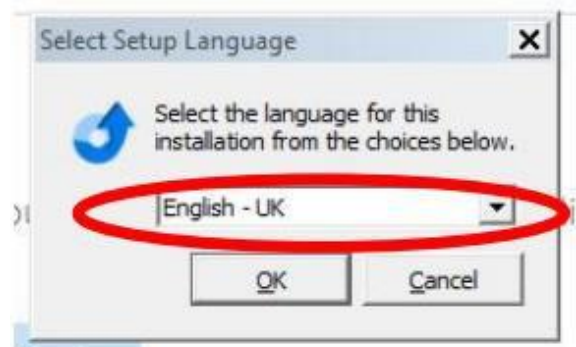 Select Setup Language
Select the language for this
installation from the choices below.
English - UK
OK
Cancel